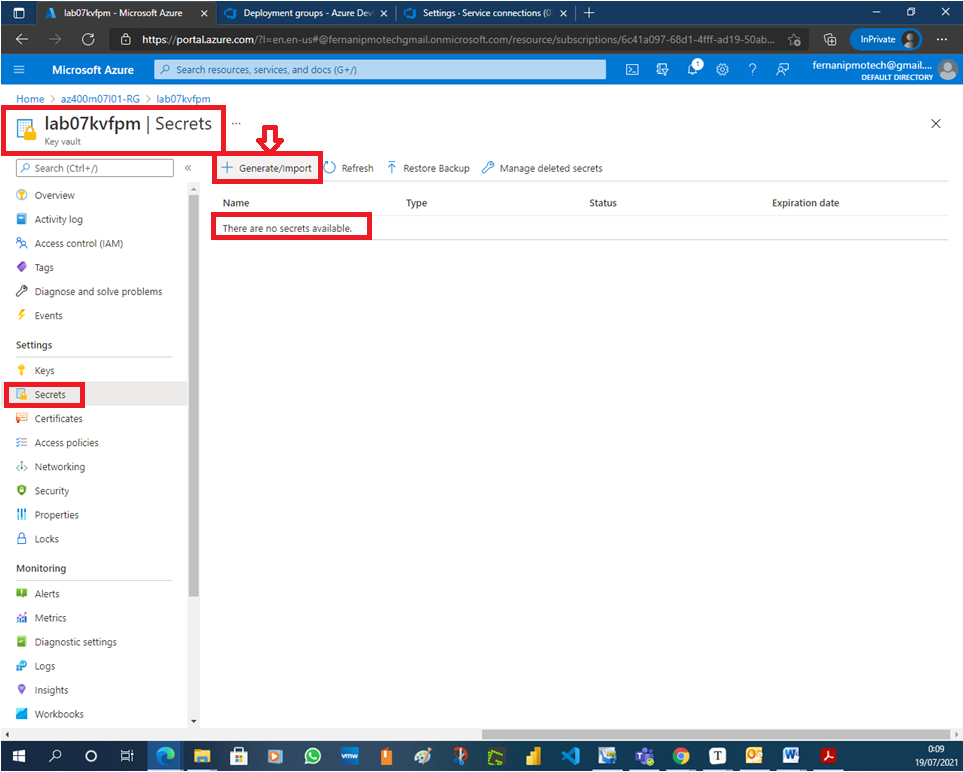 lab07kvfpm - Microsoft Azure
Deployment groups - Azure Dev
Settings · Service connections (0
https://portal.azure.com/?l=en.en-us#@fernanipmotechgmail.onmicrosoft.com/resource/subscriptions/6c41a097-68d1-4fff-ad19-50ab...
InPrivate
Microsoft Azure
Search resources, services, and docs (G+/)
1
fernanipmotech@gmail....
DEFAULT DIRECTORY
Home > az400m07l01-RG > lab07kvfpm
lab07kvfpm | Secrets ...
Key vault
Search (Ctrl+/)
Generate/Import
Refresh
Restore Backup
Manage deleted secrets
Name
Type
Status
Expiration date
There are no secrets available.
Overview
Activity log
Access control (IAM)
Tags
Diagnose and solve problems
Events
Settings
Keys
Secrets
Certificates
Access policies
Networking
Security
Properties
Locks
Monitoring
Alerts
Metrics
Diagnostic settings
Logs
Insights
Workbooks
vmw
T
W
0:09
19/07/2021